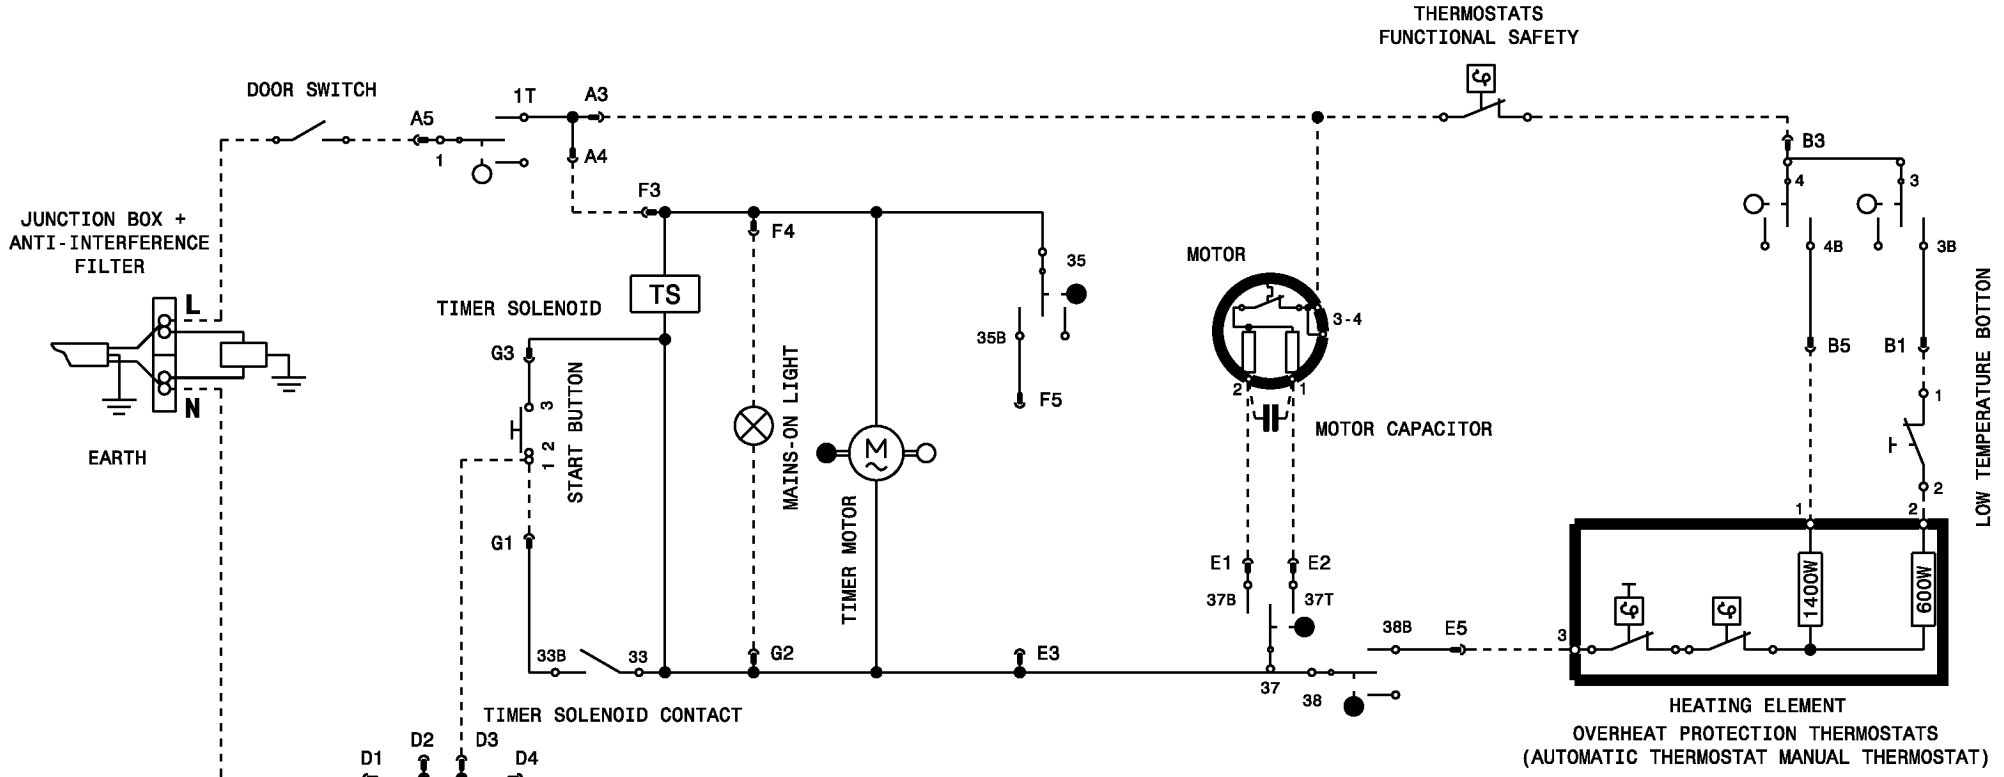 THERMOSTATS
FUNCTIONAL SAFETY
DOOR SWITCH
1T
A3
A5
1
A4
B3
4
3
F3
F4
JUNCTION BOX +
ANTI-INTERFERENCE
FILTER
L
N
EARTH
TIMER SOLENOID
TS
35
35B
F5
MOTOR
3-4
2
1
MOTOR CAPACITOR
4B
3B
B5
B1
1
2
LOW TEMPERATURE BOTTON
G3
3
2
1
START BUTTON
MAINS-ON LIGHT
M
TIMER MOTOR
G1
E1
E2
37B
37T
1
2
1400W
600W
33B
33
G2
E3
37
38
38B
E5
3
TIMER SOLENOID CONTACT
HEATING ELEMENT
OVERHEAT PROTECTION THERMOSTATS
(AUTOMATIC THERMOSTAT MANUAL THERMOSTAT)
D1
D2
D3
D4